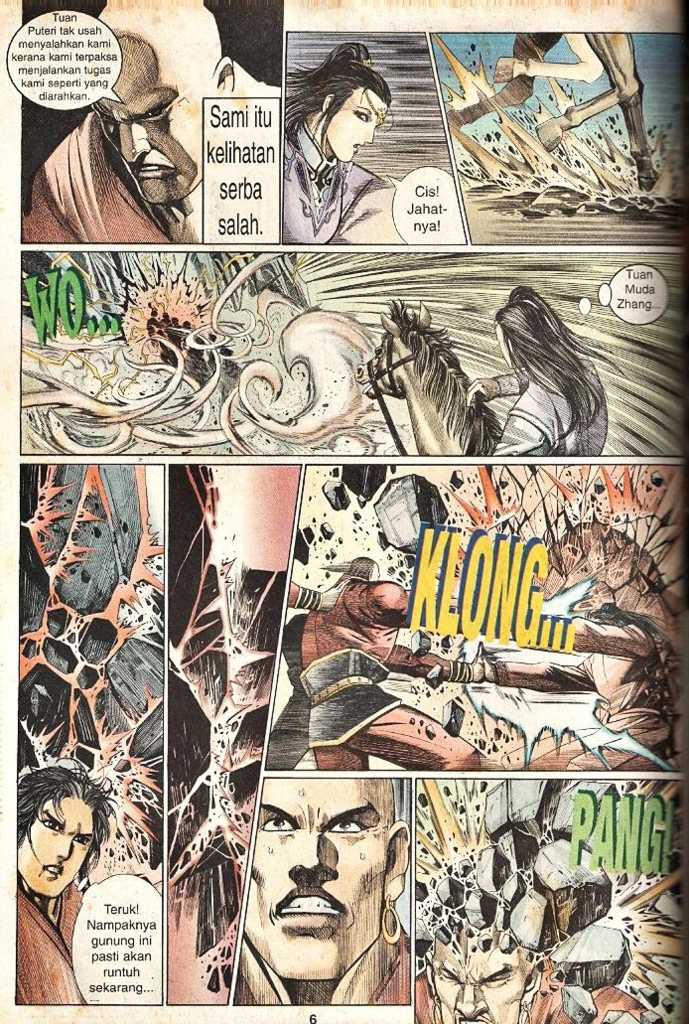 Tuan
Puteri tak usah
menyalahkan kami
kerana kami terpaksa
menjalankan tugas
kami seperti yang
diarahkan.
Sami itu
kelihatan
serba
salah.
Cis!
Jahat-
nya!
WO...
Tuan
Muda
Zhang...
KLONG...
Teruk!
Nampaknya
gunung ini
pasti akan
runtuh
sekarang...
PANG!
6